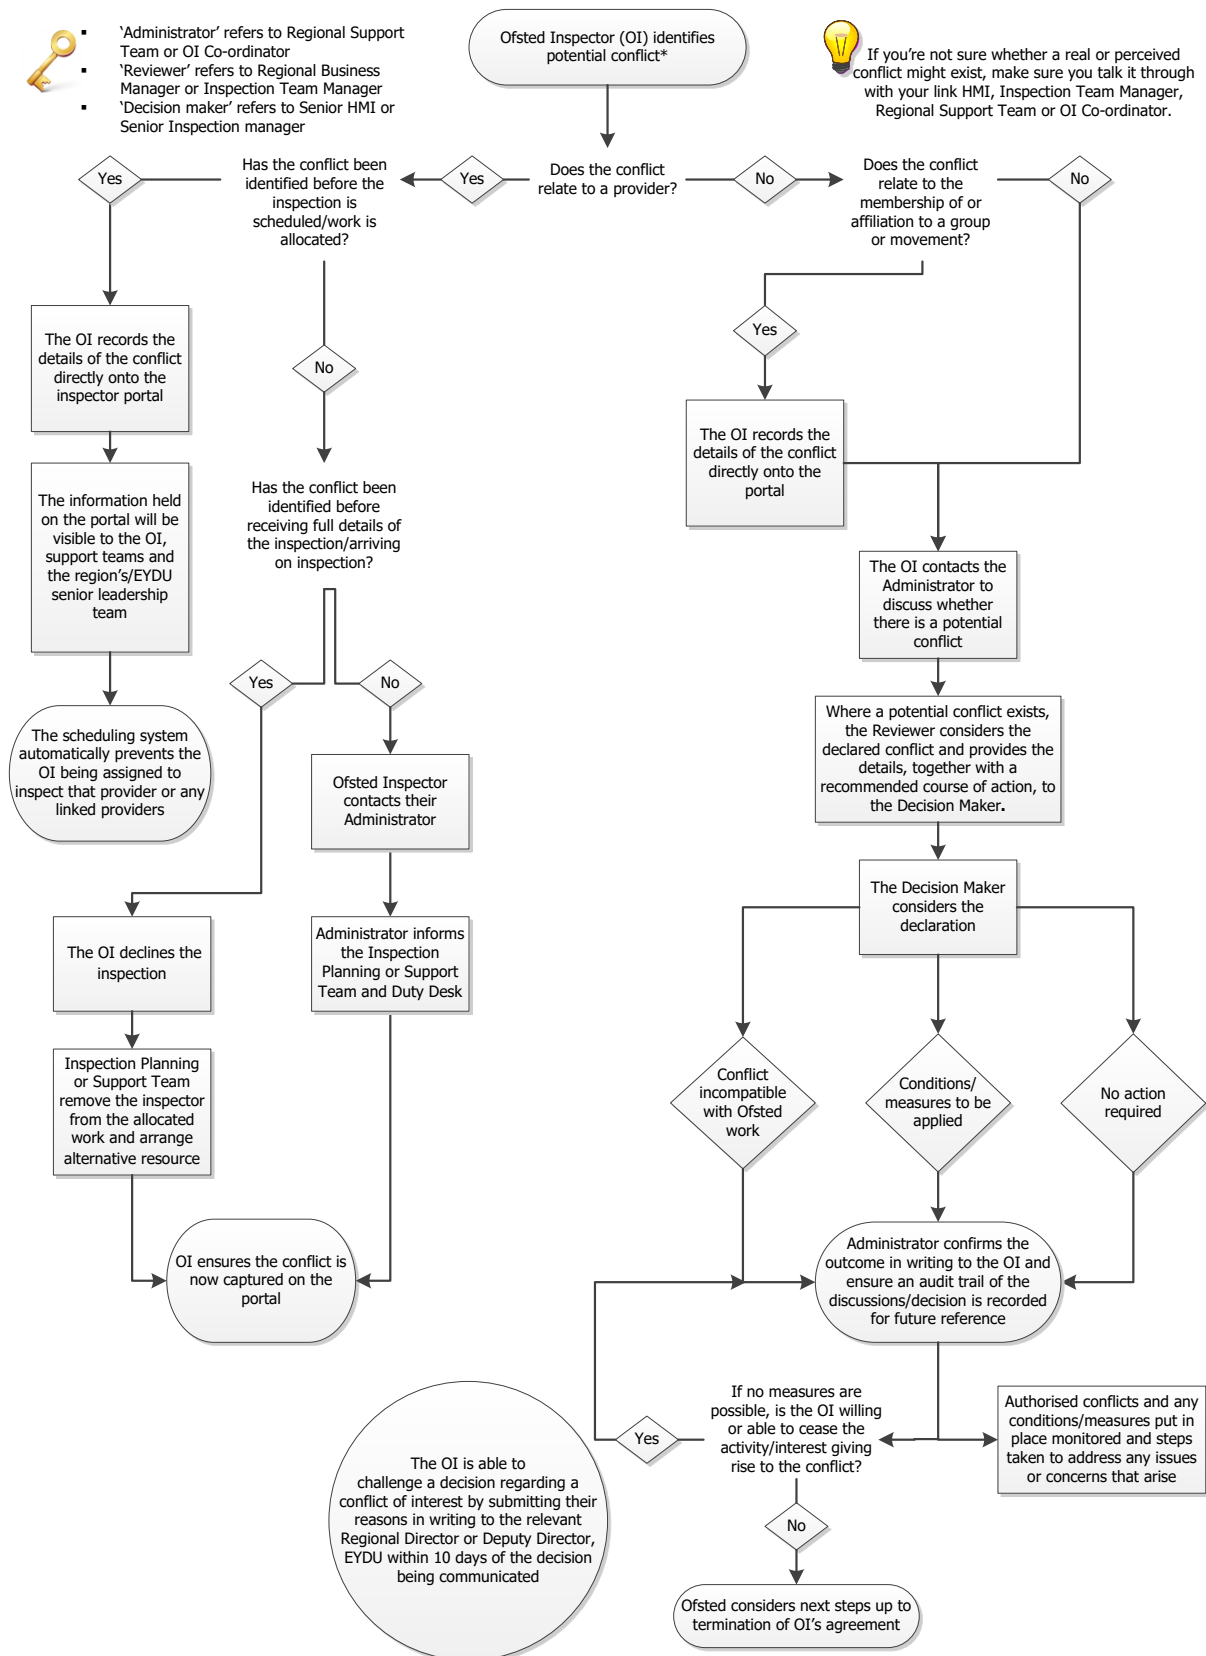 ▪ ‘Administrator’ refers to Regional Support
Team or OI Co-ordinator
▪ ‘Reviewer’ refers to Regional Business
Manager or Inspection Team Manager
▪ ‘Decision maker’ refers to Senior HMI or
Senior Inspection manager
Ofsted Inspector (OI) identifies
potential conflict*
If you’re not sure whether a real or perceived
conflict might exist, make sure you talk it through
with your link HMI, Inspection Team Manager,
Regional Support Team or OI Co-ordinator.
Does the conflict
relate to a provider?
Yes
No
Has the conflict been
identified before the
inspection is
scheduled/work is
allocated?
Yes
The OI records the
details of the conflict
directly onto the
inspector portal
The information held
on the portal will be
visible to the OI,
support teams and
the region’s/EYDU
senior leadership
team
The scheduling system
automatically prevents the
OI being assigned to
inspect that provider or any
linked providers
No
Has the conflict been
identified before
receiving full details of
the inspection/arriving
on inspection?
Yes
No
The OI declines the
inspection
Inspection Planning
or Support Team
remove the inspector
from the allocated
work and arrange
alternative resource
Ofsted Inspector
contacts their
Administrator
Administrator informs
the Inspection
Planning or Support
Team and Duty Desk
OI ensures the conflict is
now captured on the
portal
Does the conflict
relate to the
membership of or
affiliation to a group
or movement?
No
Yes
The OI records the
details of the conflict
directly onto the
portal
The OI contacts the
Administrator to
discuss whether
there is a potential
conflict
Where a potential conflict exists,
the Reviewer considers the
declared conflict and provides the
details, together with a
recommended course of action, to
the Decision Maker.
The Decision Maker
considers the
declaration
Conflict
incompatible
with Ofsted
work
Conditions/
measures to be
applied
No action
required
Administrator confirms the
outcome in writing to the OI and
ensure an audit trail of the
discussions/decision is recorded
for future reference
If no measures are
possible, is the OI willing
or able to cease the
activity/interest giving
rise to the conflict?
Yes
Authorised conflicts and any
conditions/measures put in
place monitored and steps
taken to address any issues
or concerns that arise
No
Ofsted considers next steps up to
termination of OI’s agreement
The OI is able to
challenge a decision regarding a
conflict of interest by submitting their
reasons in writing to the relevant
Regional Director or Deputy Director,
EYDU within 10 days of the decision
being communicated